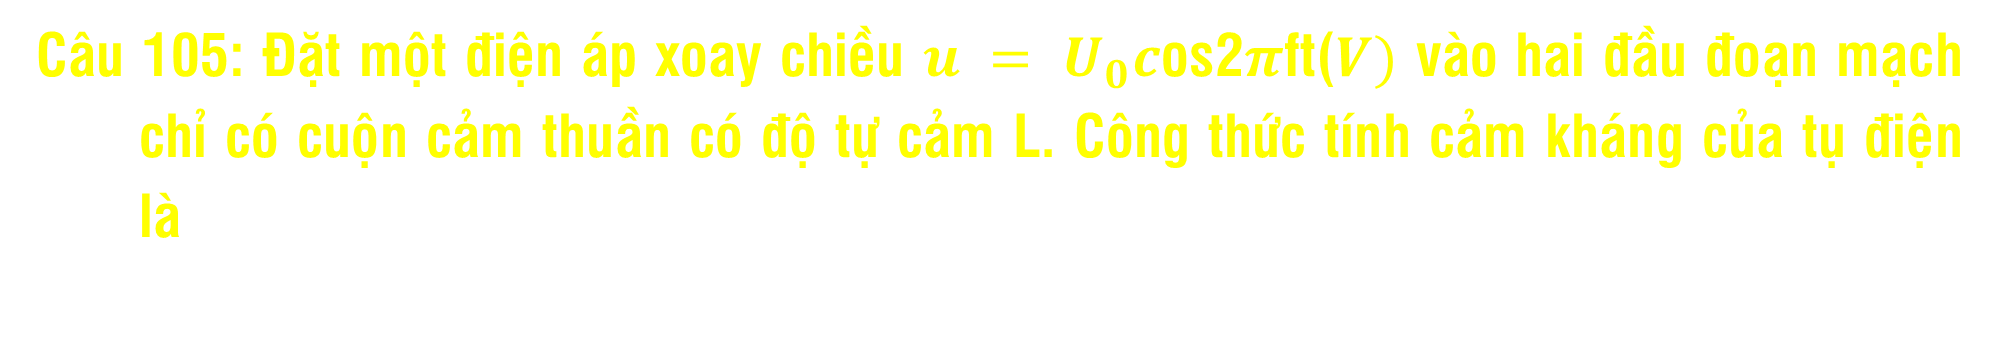 Câu 105: Đặt một điện áp xoay chiều 𝒖 = 𝑼₀𝒄os2𝝅ft(𝑽) vào hai đầu đoạn mạch
chỉ có cuộn cảm thuần có độ tự cảm L. Công thức tính cảm kháng của tụ điện
là